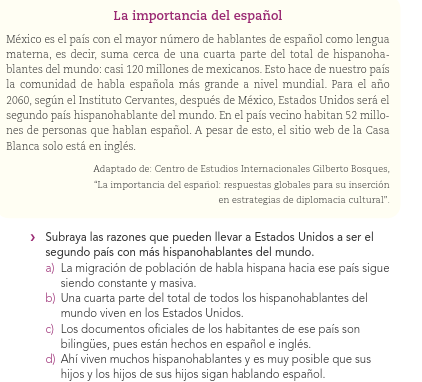 La importancia del español
México es el país con el mayor número de hablantes de español como lengua
materna, es decir, suma cerca de una cuarta parte del total de hispanoha-
blantes del mundo: casi 120 millones de mexicanos. Esto hace de nuestro país
la comunidad de habla española más grande a nivel mundial. Para el año
2060, según el Instituto Cervantes, después de México, Estados Unidos será el
segundo país hispanohablante del mundo. En el país vecino habitan 52 millo-
nes de personas que hablan español. A pesar de esto, el sitio web de la Casa
Blanca solo está en inglés.
Adaptado de: Centro de Estudios Internacionales Gilberto Bosques,
"La importancia del español: respuestas globales para su inserción
en estrategias de diplomacia cultural".
› Subraya las razones que pueden llevar a Estados Unidos a ser el
segundo país con más hispanohablantes del mundo.
a) La migración de población de habla hispana hacia ese país sigue
siendo constante y masiva.
b) Una cuarta parte del total de todos los hispanohablantes del
mundo viven en los Estados Unidos.
c) Los documentos oficiales de los habitantes de ese país son
bilingües, pues están hechos en español e inglés.
d) Ahí viven muchos hispanohablantes y es muy posible que sus
hijos y los hijos de sus hijos sigan hablando español.